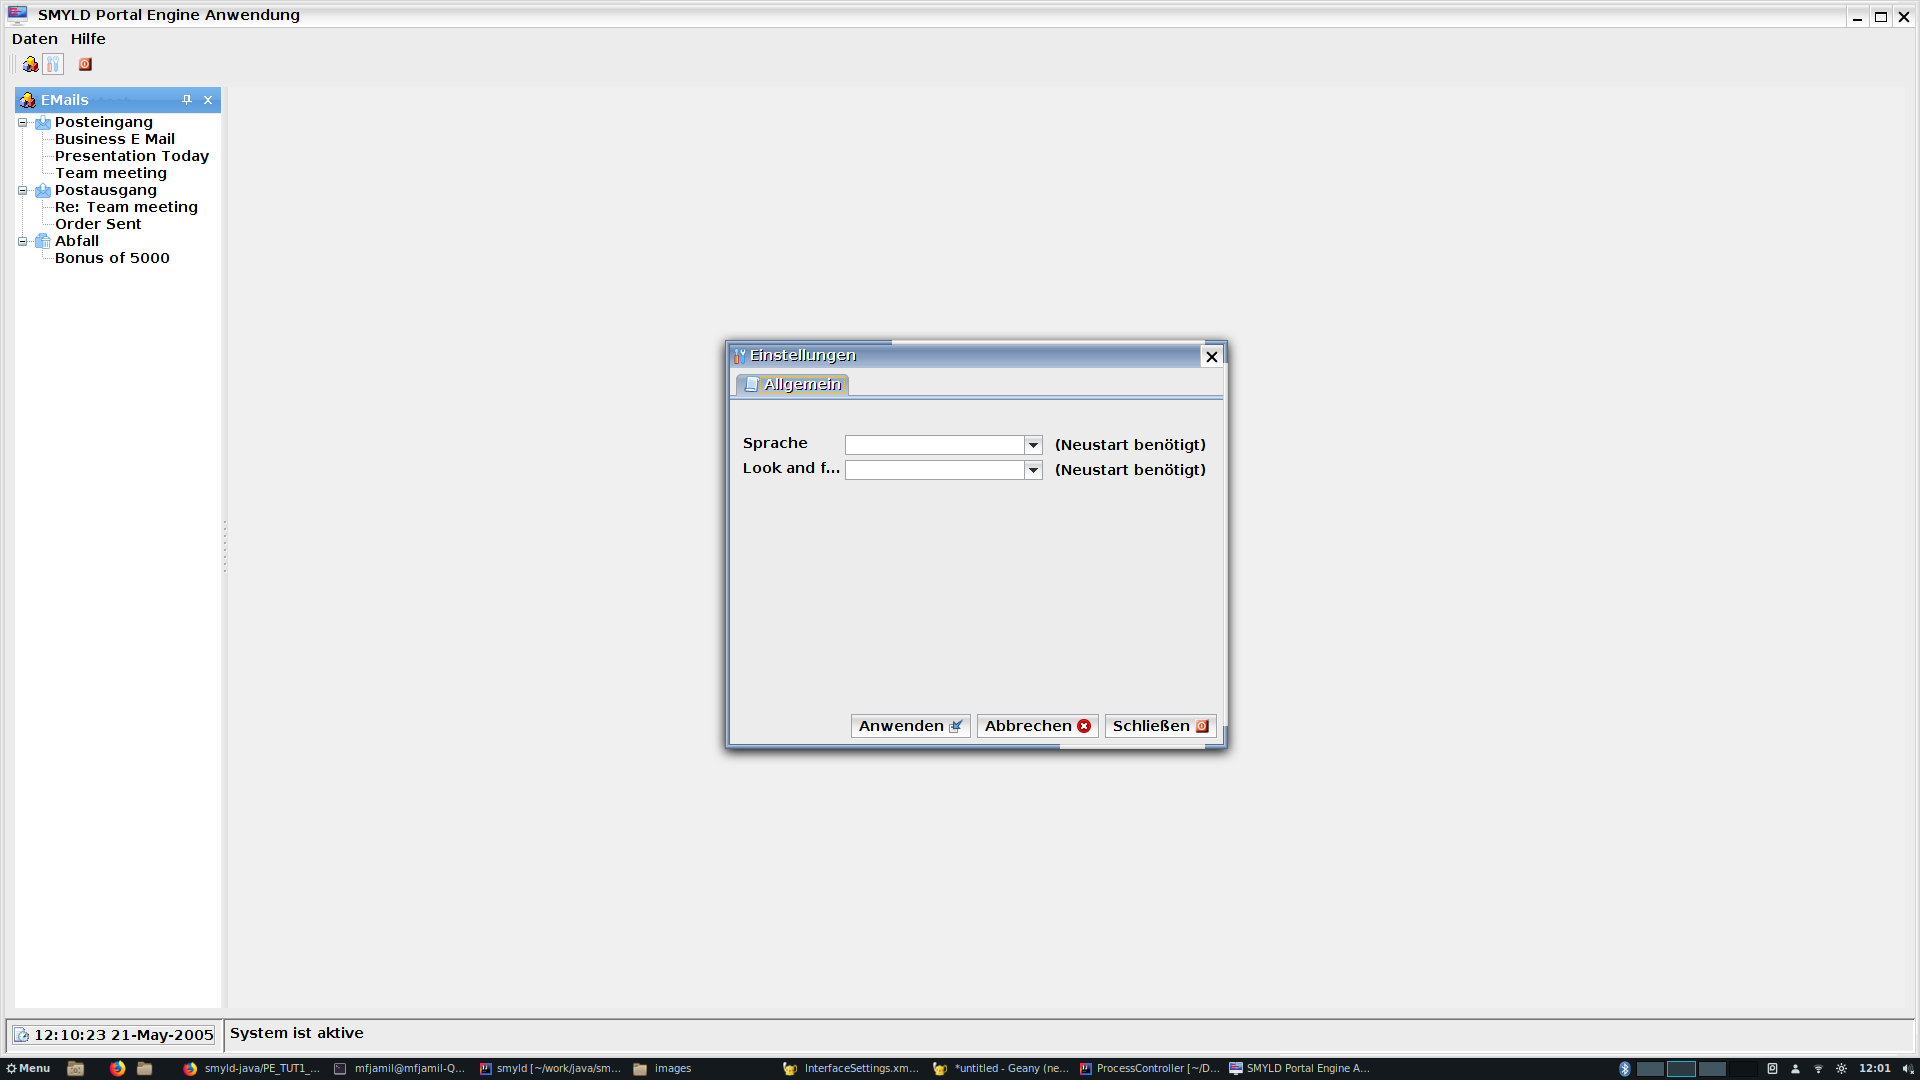 SMYLD Portal Engine Anwendung
Daten Hilfe
EMails
Posteingang
Business E Mail
Presentation Today
Team meeting
Postausgang
Re: Team meeting
Order Sent
Abfall
Bonus of 5000
Einstellungen
Allgemein
Sprache (Neustart benötigt)
Look and f... (Neustart benötigt)
Anwenden Abbrechen Schließen
12:10:23 21-May-2005 System ist aktive
Menu smyld-java/PE_TUT1_... mfjamil@mfjamil-Q... smyld [~/work/java/sm... images InterfaceSettings.xm... *untitled - Geany (ne... ProcessController [~/D... SMYLD Portal Engine A... 12:01